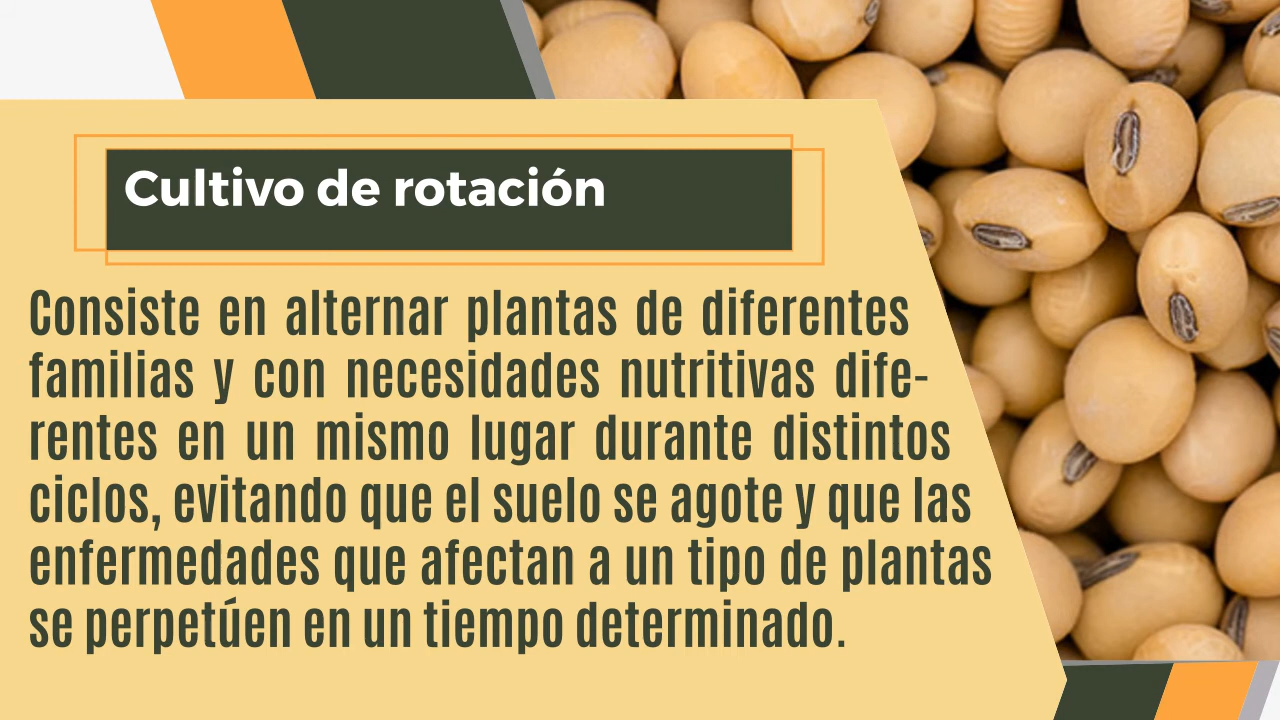 Cultivo de rotación
Consiste en alternar plantas de diferentes
familias y con necesidades nutritivas dife-
rentes en un mismo lugar durante distintos
ciclos, evitando que el suelo se agote y que las
enfermedades que afectan a un tipo de plantas
se perpetúen en un tiempo determinado.